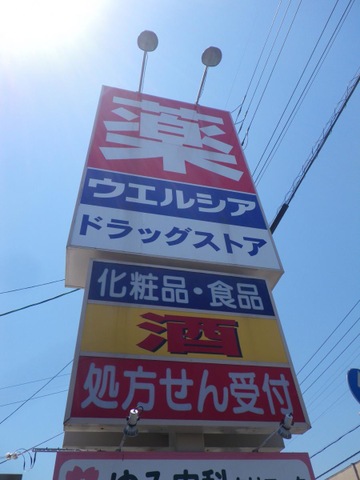 薬
ウエルシア
ドラッグストア
化粧品・食品
酒
処方せん受付